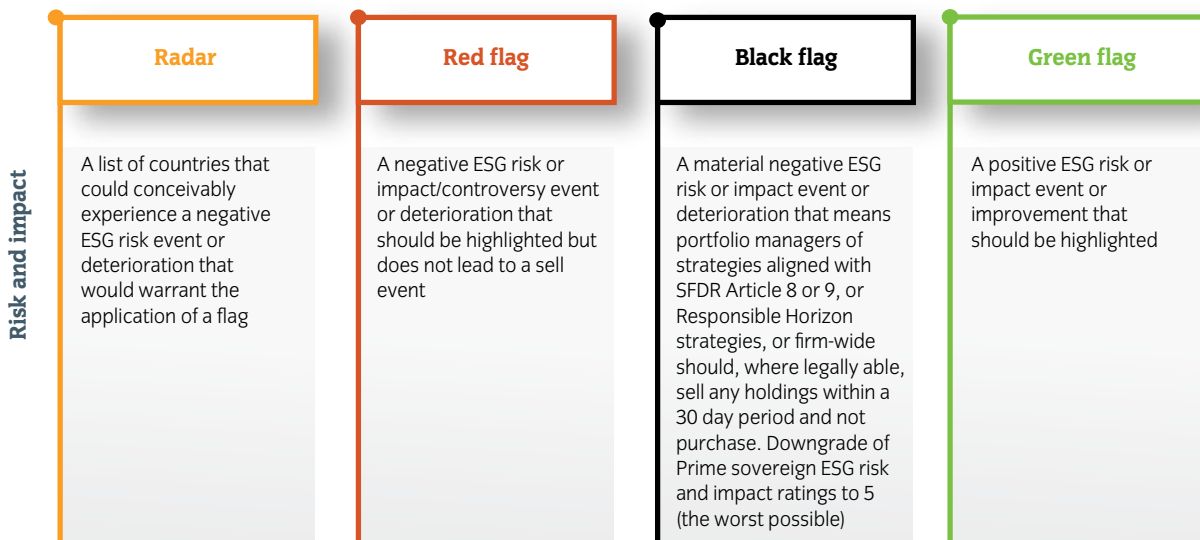 Radar
Red flag
Black flag
Green flag
Risk and impact
A list of countries that
could conceivably
experience a negative
ESG risk event or
deterioration that
would warrant the
application of a flag
A negative ESG risk or
impact/controversy event
or deterioration that
should be highlighted but
does not lead to a sell
event
A material negative ESG
risk or impact event or
deterioration that means
portfolio managers of
strategies aligned with
SFDR Article 8 or 9, or
Responsible Horizon
strategies, or firm-wide
should, where legally able,
sell any holdings within a
30 day period and not
purchase. Downgrade of
Prime sovereign ESG risk
and impact ratings to 5
(the worst possible)
A positive ESG risk or
impact event or
improvement that
should be highlighted